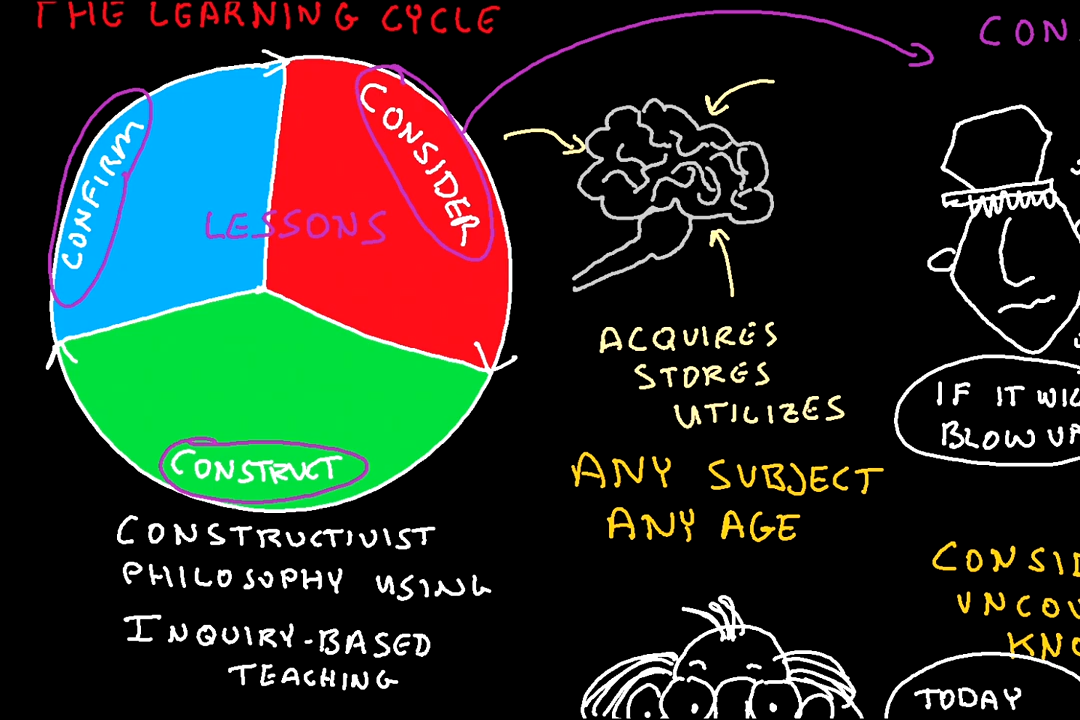 THE LEARNING CYCLE
CONFIRM
CONSIDER
LESSONS
CONSTRUCT
CONSTRUCTIVIST
PHILOSOPHY USING
INQUIRY-BASED
TEACHING
ACQUIRES
STORES
UTILIZES
ANY SUBJECT
ANY AGE
IF IT
BLOW UP
TODAY